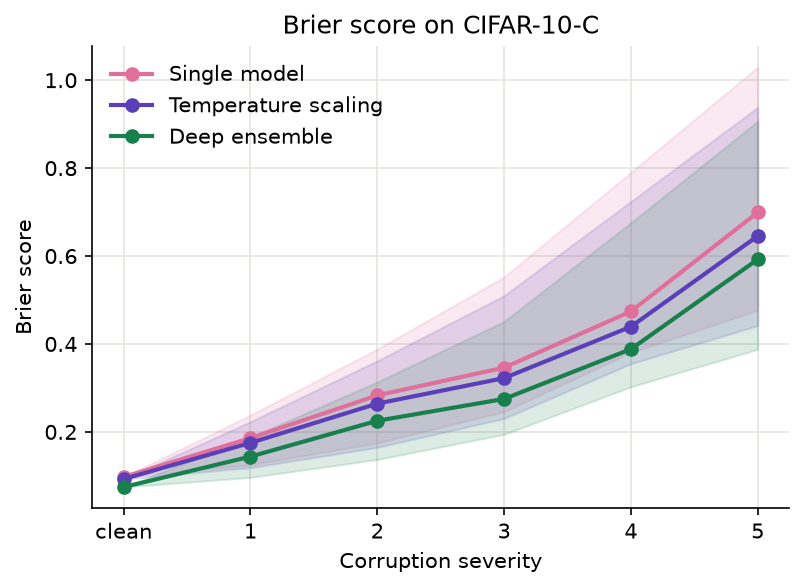 Brier score on CIFAR-10-C
Single model
Temperature scaling
Deep ensemble
Brier score
1.0
0.8
0.6
0.4
0.2
clean 1 2 3 4 5
Corruption severity